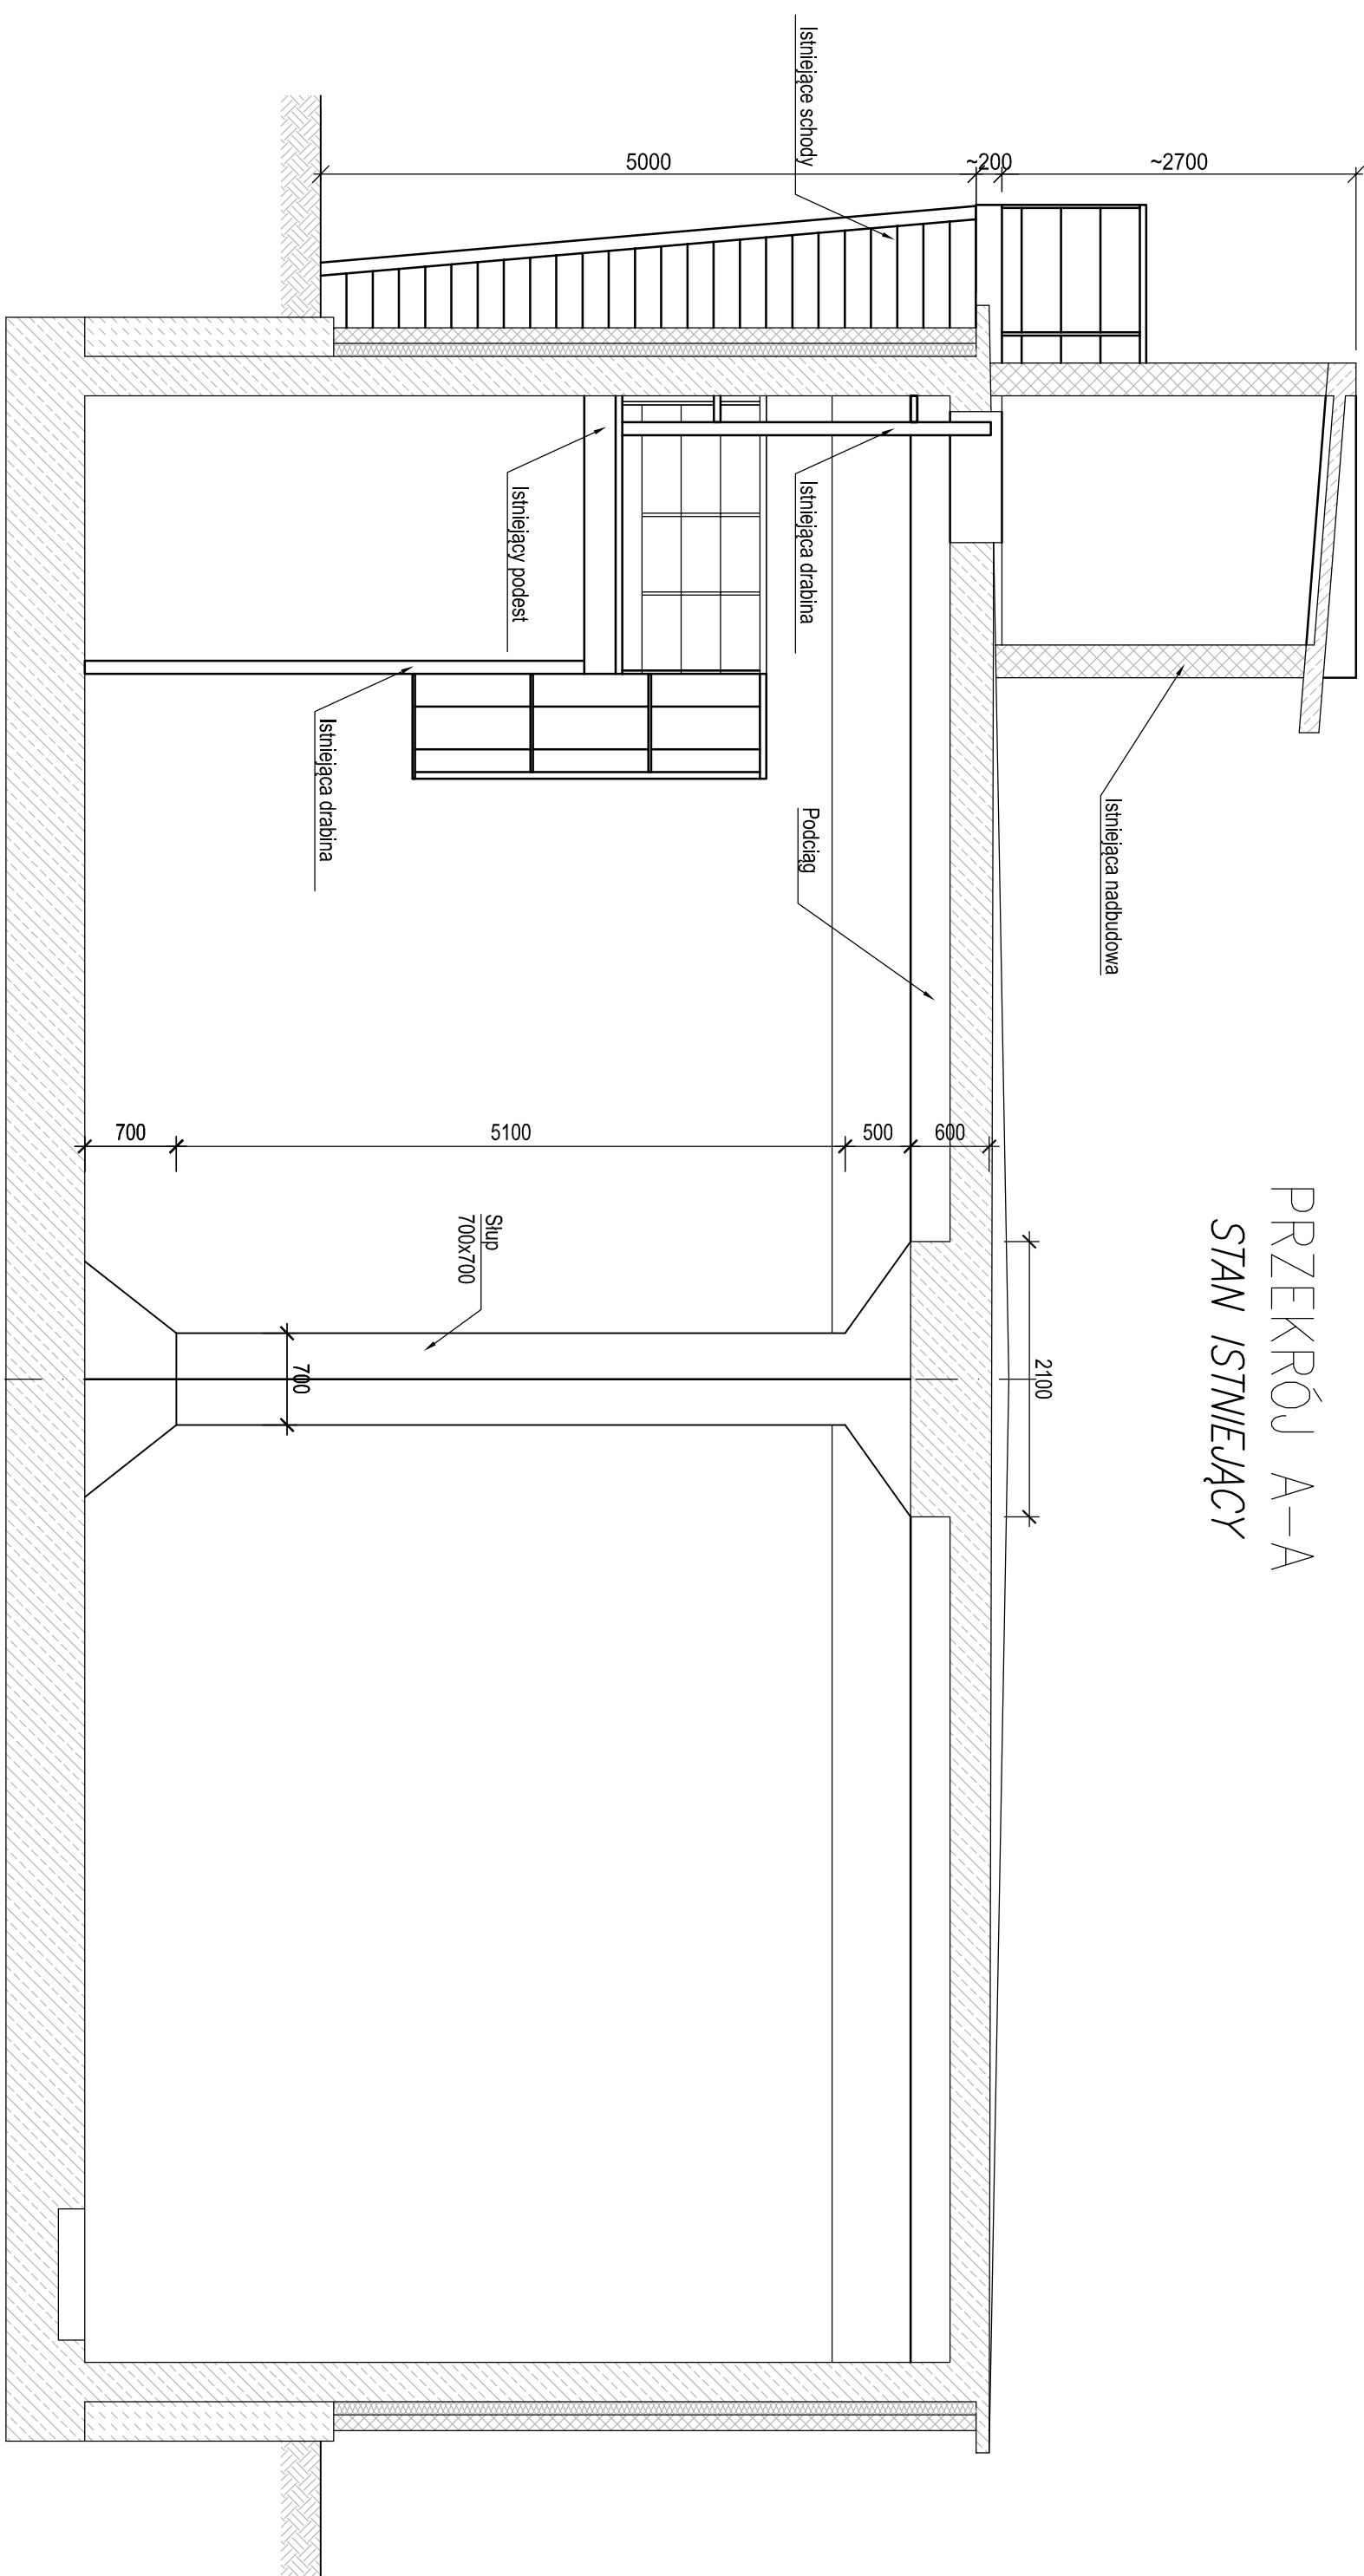 PRZEKRÓJ A-A
STAN ISTNIEJĄCY
~2700
~200
5000
Istniejące schody
Istniejąca nadbudowa
Istniejąca drabina
Istniejący podest
Istniejąca drabina
Podciąg
600
500
5100
700
2100
Słup
700x700
700